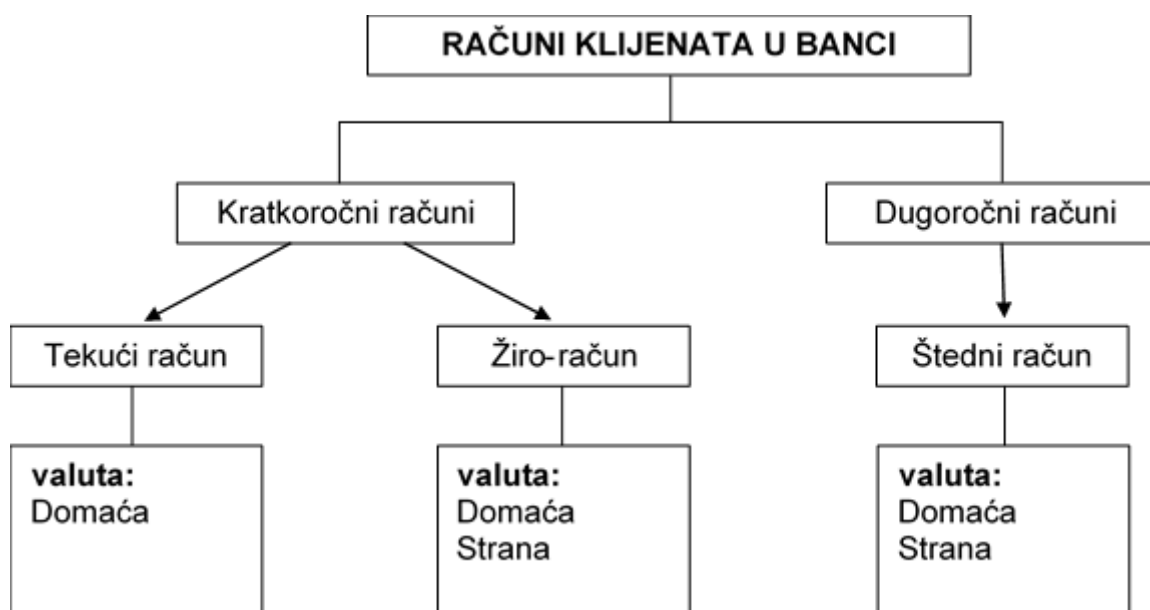 RAČUNI KLIJENATA U BANCI
Kratkoročni računi
Dugoročni računi
Tekući račun
Žiro-račun
Štedni račun
valuta:
Domaća
valuta:
Domaća
Strana
valuta:
Domaća
Strana